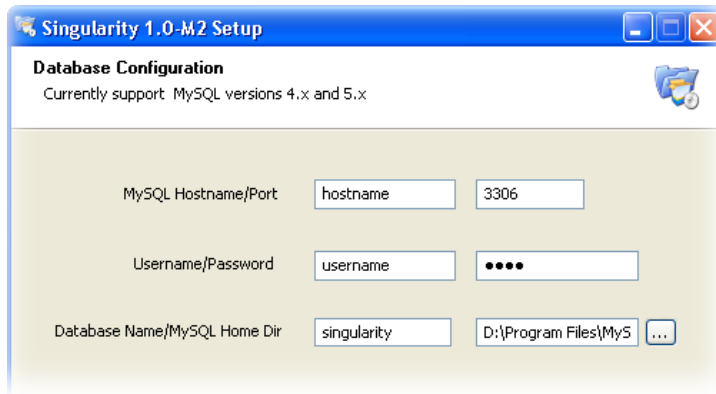 Singularity 1.0-M2 Setup
Database Configuration
Currently support MySQL versions 4.x and 5.x
MySQL Hostname/Port hostname 3306
Username/Password username ●●●●
Database Name/MySQL Home Dir singularity D:\Program Files\MyS ...